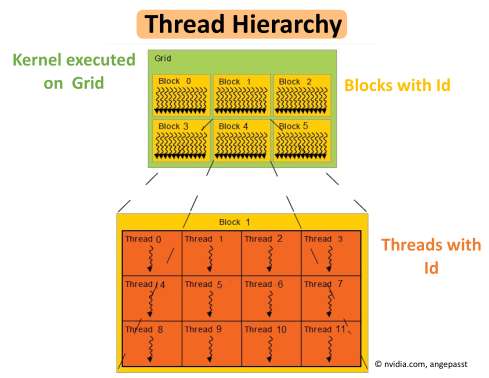 Thread Hierarchy
Kernel executed
on Grid
Grid
Block 0 Block 1 Block 2
Block 3 Block 4 Block 5
Blocks with Id
Block 1
Thread 0 Thread 1 Thread 2 Thread 3
Thread 4 Thread 5 Thread 6 Thread 7
Thread 8 Thread 9 Thread 10 Thread 11
Threads with
Id
© nvidia.com, angepasst